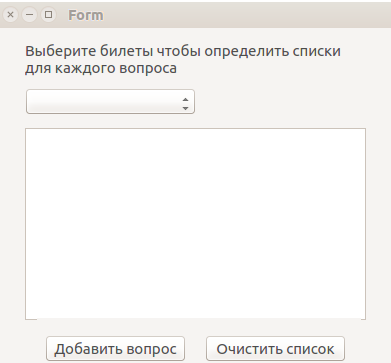 Form
Выберите билеты чтобы определить списки
для каждого вопроса
Добавить вопрос
Очистить список